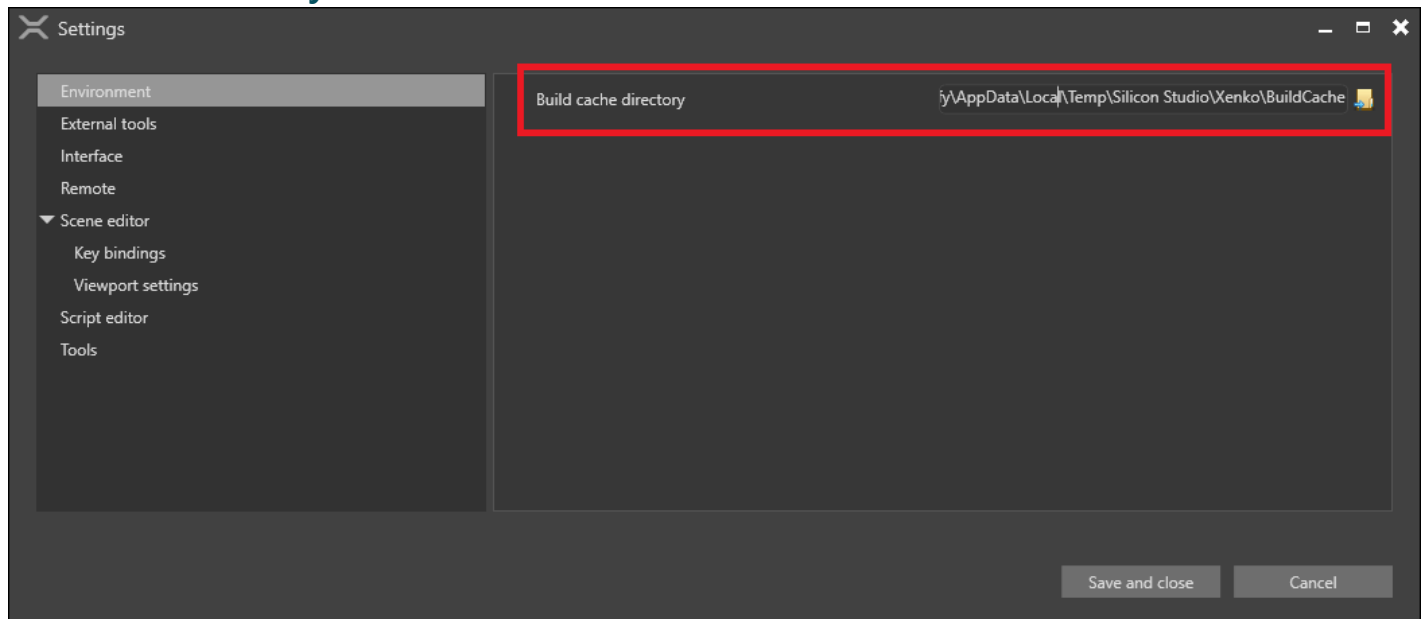 Settings
Environment
External tools
Interface
Remote
Scene editor
Key bindings
Viewport settings
Script editor
Tools
Build cache directory
y\AppData\Local\Temp\Silicon Studio\Xenko\BuildCache
Save and close
Cancel